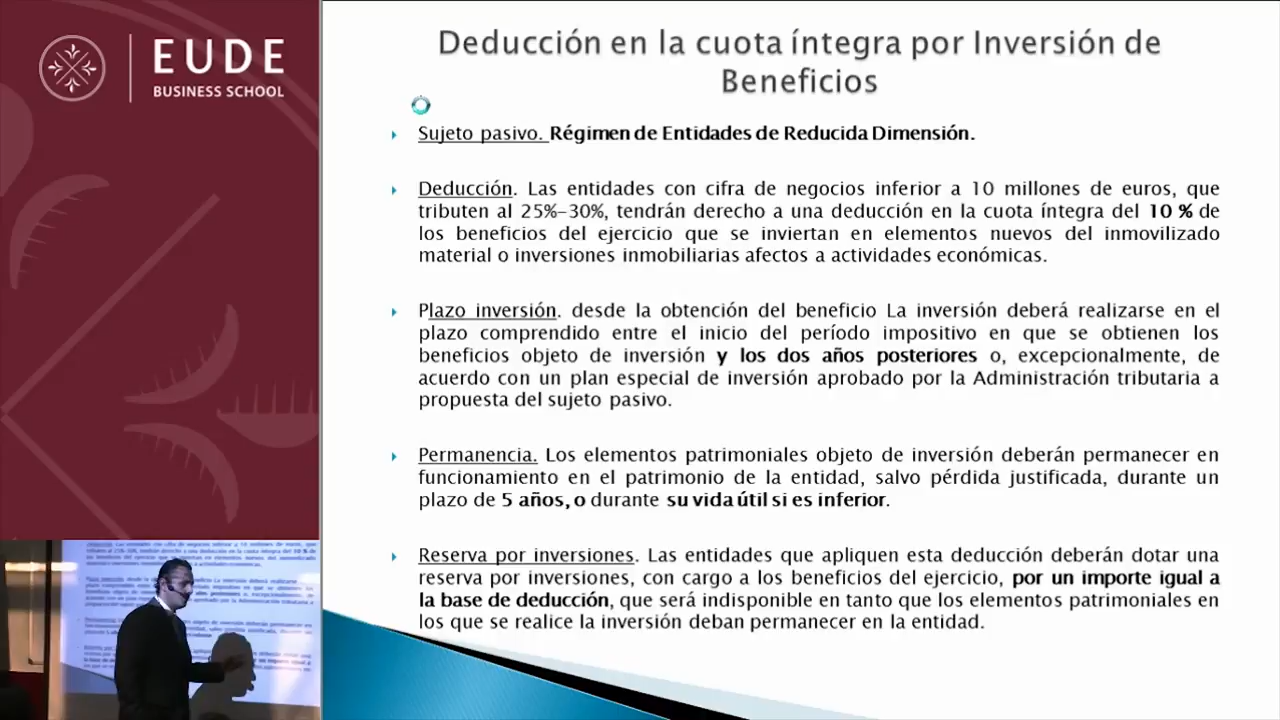 EUDE
BUSINESS SCHOOL
Deducción en la cuota íntegra por Inversión de
Beneficios
Sujeto pasivo. Régimen de Entidades de Reducida Dimensión.
Deducción. Las entidades con cifra de negocios inferior a 10 millones de euros, que
tributen al 25%-30%, tendrán derecho a una deducción en la cuota íntegra del 10 % de
los beneficios del ejercicio que se inviertan en elementos nuevos del inmovilizado
material o inversiones inmobiliarias afectos a actividades económicas.
Plazo inversión. desde la obtención del beneficio La inversión deberá realizarse en el
plazo comprendido entre el inicio del período impositivo en que se obtienen los
beneficios objeto de inversión y los dos años posteriores o, excepcionalmente, de
acuerdo con un plan especial de inversión aprobado por la Administración tributaria a
propuesta del sujeto pasivo.
Permanencia. Los elementos patrimoniales objeto de inversión deberán permanecer en
funcionamiento en el patrimonio de la entidad, salvo pérdida justificada, durante un
plazo de 5 años, o durante su vida útil si es inferior.
Reserva por inversiones. Las entidades que apliquen esta deducción deberán dotar una
reserva por inversiones, con cargo a los beneficios del ejercicio, por un importe igual a
la base de deducción, que será indisponible en tanto que los elementos patrimoniales en
los que se realice la inversión deban permanecer en la entidad.